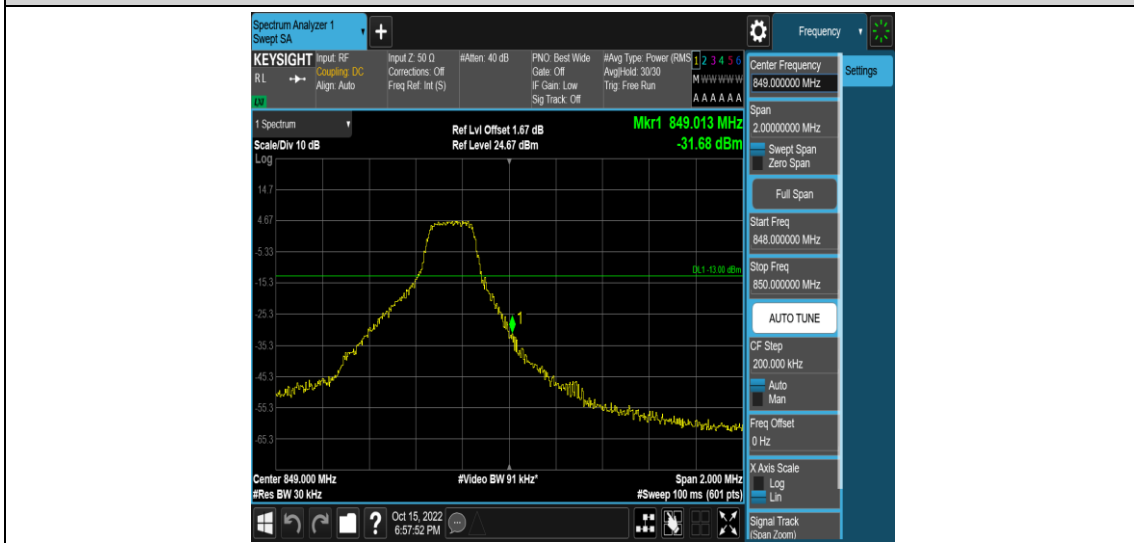 Spectrum Analyzer 1
Swept SA
+
Frequency
KEYSIGHT
RL
LXI
Input: RF
Coupling: DC
Align: Auto
Input Z: 50 Ω
Corrections: Off
Freq Ref: Int (S)
#Atten: 40 dB
PNO: Best Wide
Gate: Off
IF Gain: Low
Sig Track: Off
#Avg Type: Power (RMS
Avg|Hold: 30/30
Trig: Free Run
1 2 3 4 5 6
M W W W W W
A A A A A A
1 Spectrum
Scale/Div 10 dB
Log
Ref Lvl Offset 1.67 dB
Ref Level 24.67 dBm
Mkr1 849.013 MHz
-31.68 dBm
14.7
4.67
-5.33
-15.3
-25.3
-35.3
-45.3
-55.3
-65.3
DL1 -13.00 dBm
1
Center 849.000 MHz
#Res BW 30 kHz
#Video BW 91 kHz*
Span 2.000 MHz
#Sweep 100 ms (601 pts)
Center Frequency
849.000000 MHz
Settings
Span
2.00000000 MHz
Swept Span
Zero Span
Full Span
Start Freq
848.000000 MHz
Stop Freq
850.000000 MHz
AUTO TUNE
CF Step
200.000 kHz
Auto
Man
Freq Offset
0 Hz
X Axis Scale
Log
Lin
Signal Track
(Span Zoom)
?
Oct 15, 2022
6:57:52 PM